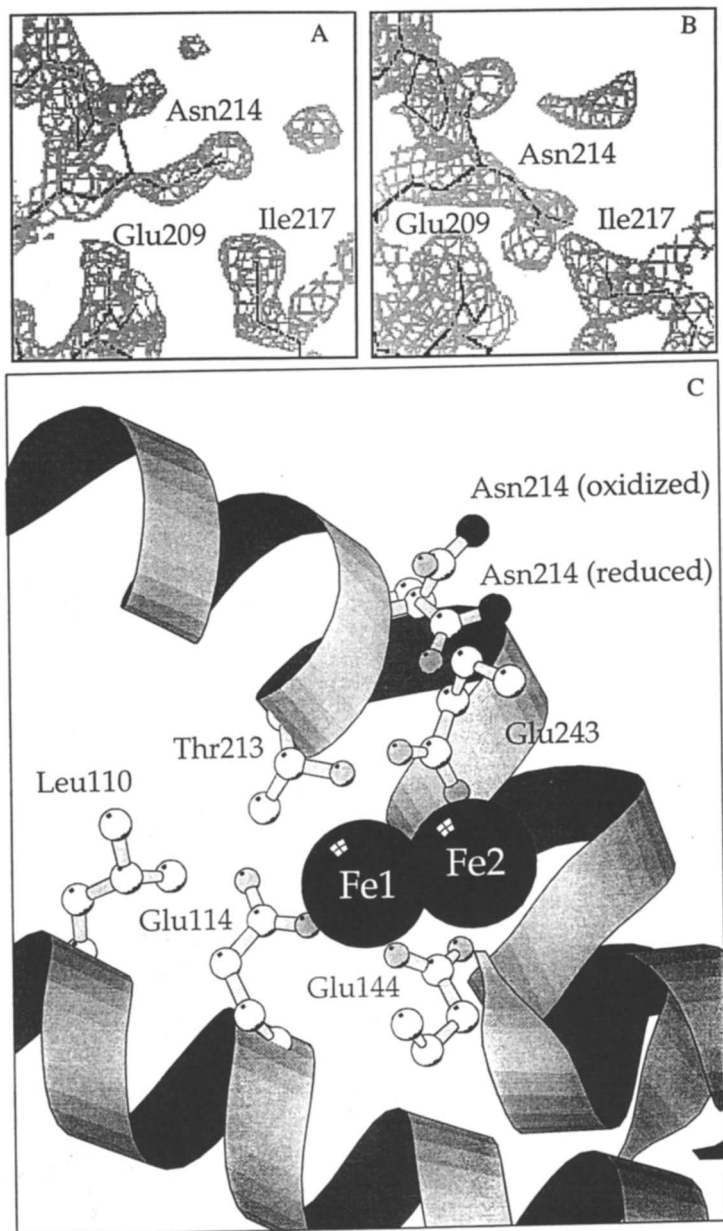 A
Asn214
Glu209
Ile217
B
Asn214
Glu209
Ile217
C
Asn214 (oxidized)
Asn214 (reduced)
Thr213
Glu243
Leu110
Fe1
Fe2
Glu114
Glu144